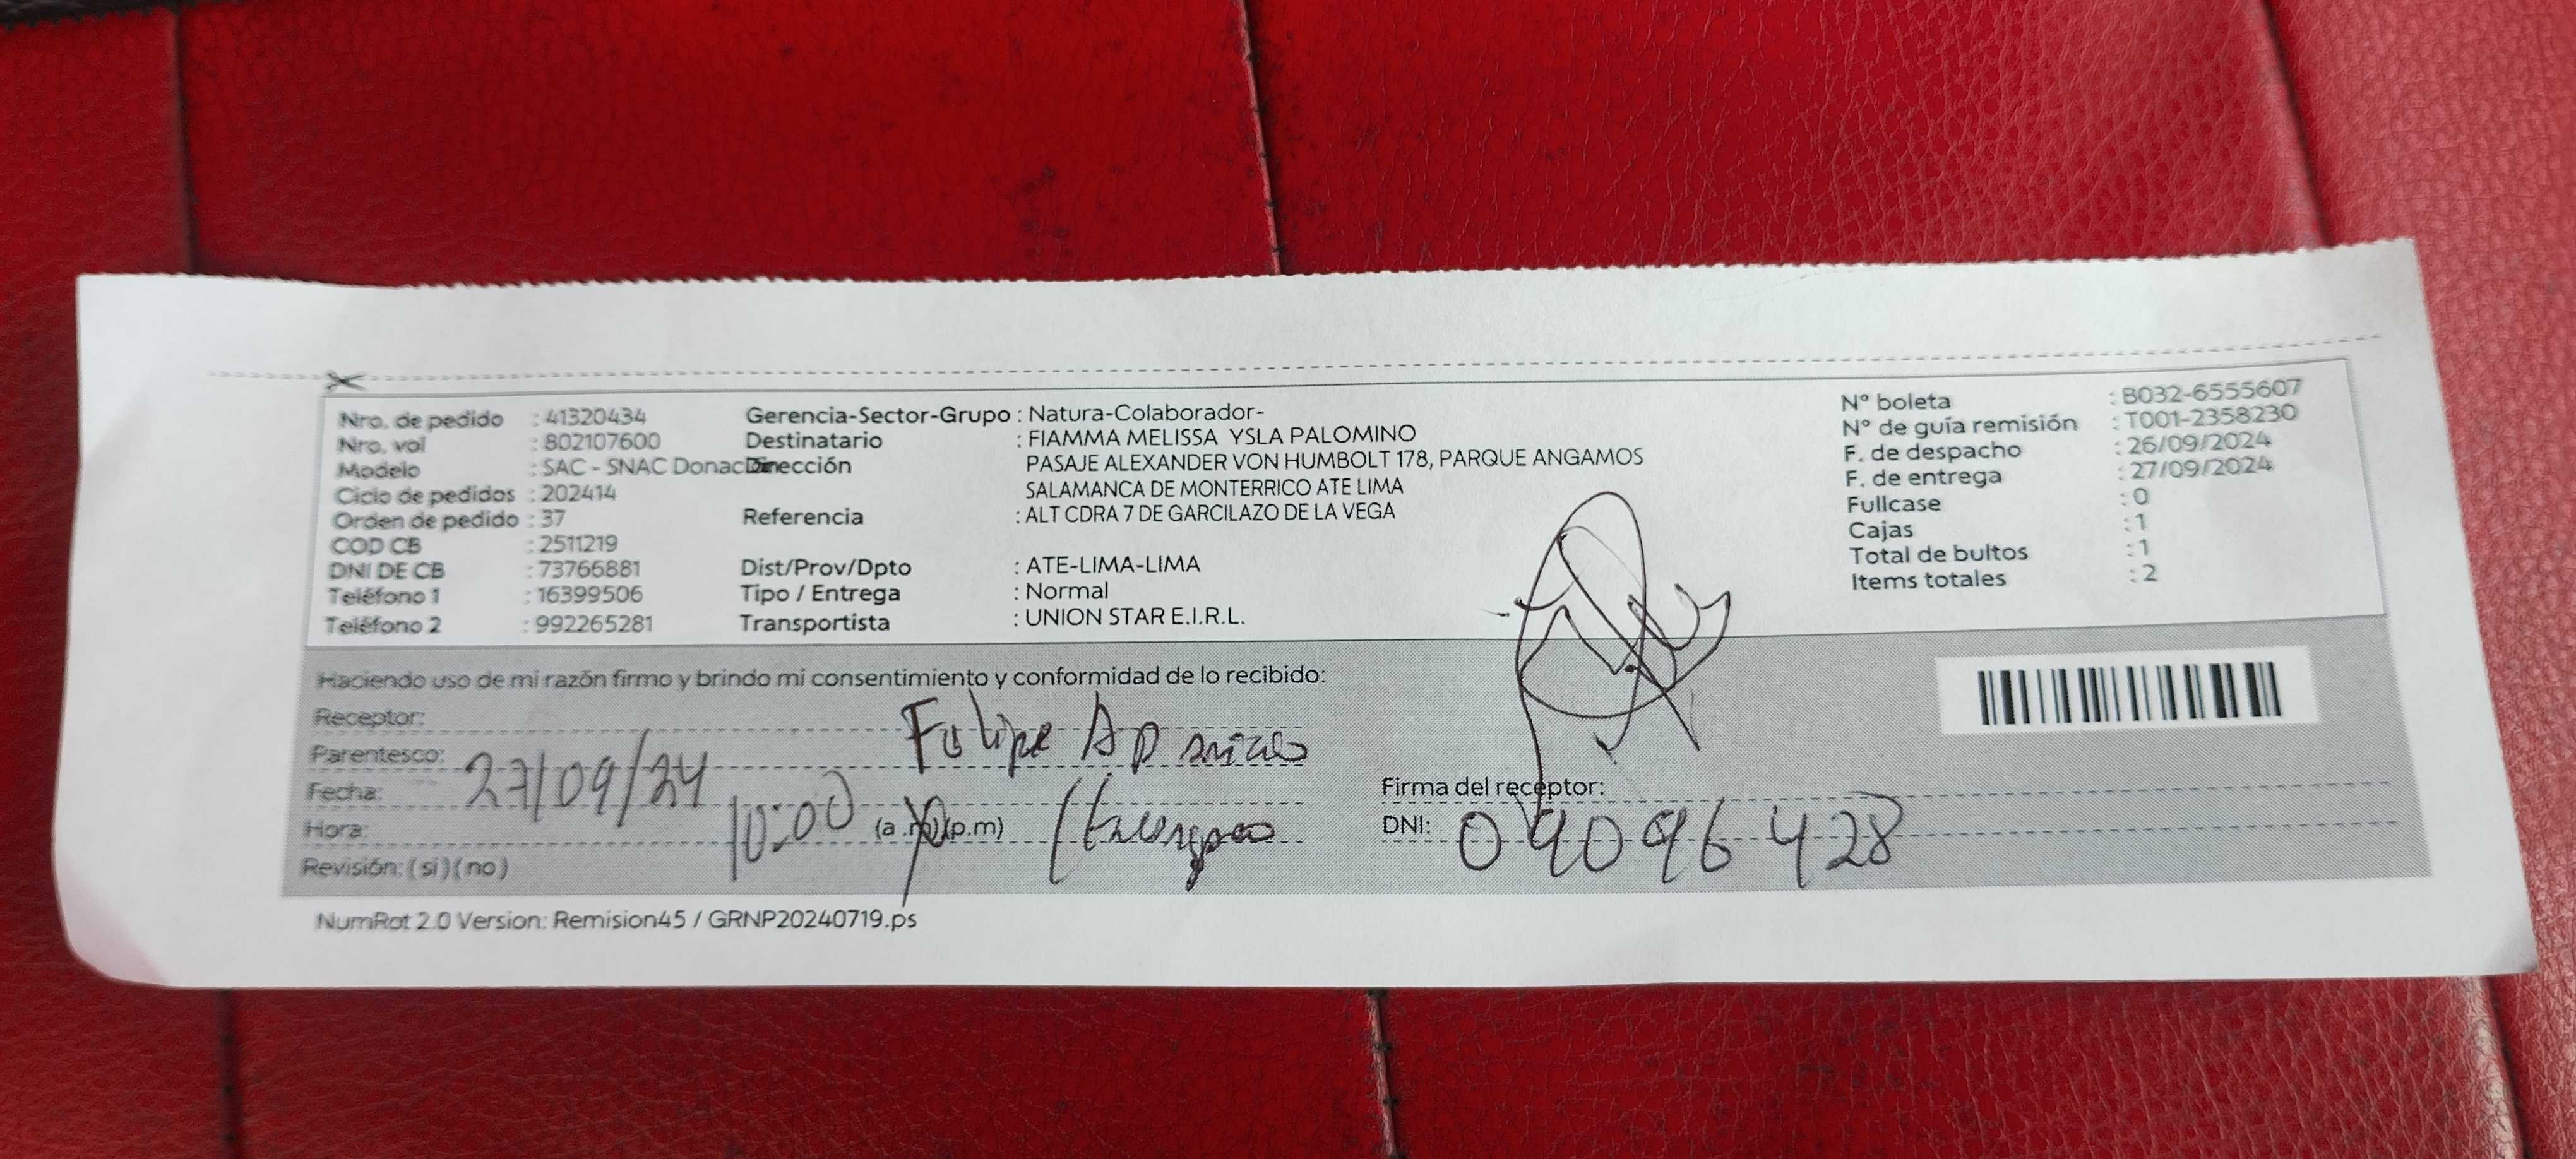 Nro. de pedido : 41320434
Nro. vol : 802107600
Modelo : SAC - SNAC Donac
Ciclo de pedidos : 202414
Orden de pedido : 37
COD CB : 2511219
DNI DE CB : 73766881
Teléfono 1 : 16399506
Teléfono 2 : 992265281
Gerencia-Sector-Grupo : Natura-Colaborador-
Destinatario : FIAMMA MELISSA YSLA PALOMINO
Dirección PASAJE ALEXANDER VON HUMBOLT 178, PARQUE ANGAMOS
SALAMANCA DE MONTERRICO ATE LIMA
Referencia : ALT CDRA 7 DE GARCILAZO DE LA VEGA
Dist/Prov/Dpto : ATE-LIMA-LIMA
Tipo / Entrega : Normal
Transportista : UNION STAR E.I.R.L.
N° boleta : B032-6555607
N° de guía remisión : T001-2358230
F. de despacho : 26/09/2024
F. de entrega : 27/09/2024
Fullcase : 0
Cajas : 1
Total de bultos : 1
Items totales : 2
Haciendo uso de mi razón firmo y brindo mi consentimiento y conformidad de lo recibido:
Receptor: Felipe
Parentesco:
Fecha: 27/09/24
Hora: 10:00 (a.m)(p.m)
Revisión: (si)(no)
Firma del receptor:
DNI: 09096428
NumRot 2.0 Version: Remision45 / GRNP20240719.ps